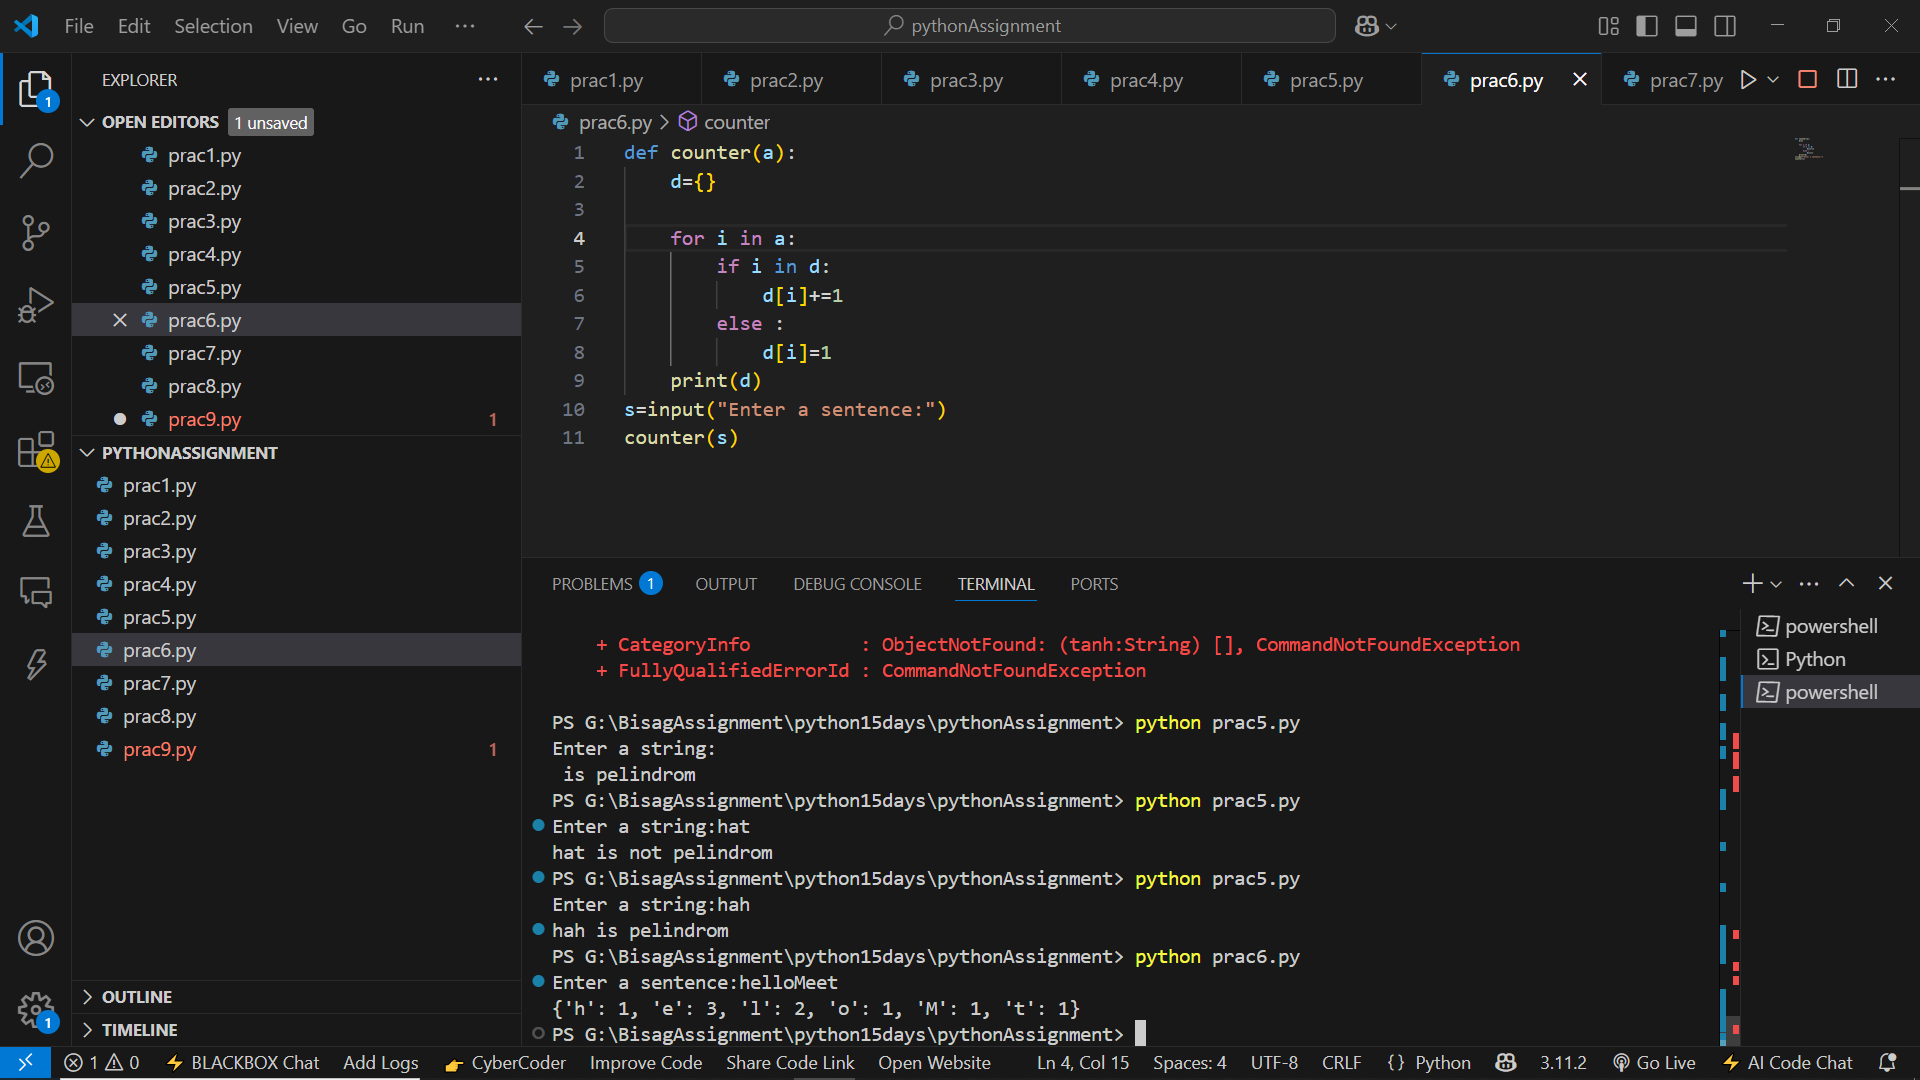 File Edit Selection View Go Run ··· pythonAssignment
EXPLORER
OPEN EDITORS 1 unsaved
prac1.py
prac2.py
prac3.py
prac4.py
prac5.py
prac6.py
prac7.py
prac8.py
prac9.py 1
PYTHONASSIGNMENT
prac1.py
prac2.py
prac3.py
prac4.py
prac5.py
prac6.py
prac7.py
prac8.py
prac9.py 1
OUTLINE
TIMELINE
1
1
prac1.py prac2.py prac3.py prac4.py prac5.py prac6.py prac7.py
prac6.py > counter
1 def counter(a):
2     d={}
3
4     for i in a:
5         if i in d:
6             d[i]+=1
7         else :
8             d[i]=1
9     print(d)
10 s=input("Enter a sentence:")
11 counter(s)
PROBLEMS 1 OUTPUT DEBUG CONSOLE TERMINAL PORTS
+ CategoryInfo          : ObjectNotFound: (tanh:String) [], CommandNotFoundException
+ FullyQualifiedErrorId : CommandNotFoundException
PS G:\BisagAssignment\python15days\pythonAssignment> python prac5.py
Enter a string:
 is pelindrom
PS G:\BisagAssignment\python15days\pythonAssignment> python prac5.py
Enter a string:hat
hat is not pelindrom
PS G:\BisagAssignment\python15days\pythonAssignment> python prac5.py
Enter a string:hah
hah is pelindrom
PS G:\BisagAssignment\python15days\pythonAssignment> python prac6.py
Enter a sentence:helloMeet
{'h': 1, 'e': 3, 'l': 2, 'o': 1, 'M': 1, 't': 1}
PS G:\BisagAssignment\python15days\pythonAssignment>
powershell
Python
powershell
1 0 BLACKBOX Chat Add Logs CyberCoder Improve Code Share Code Link Open Website Ln 4, Col 15 Spaces: 4 UTF-8 CRLF {} Python 3.11.2 Go Live AI Code Chat